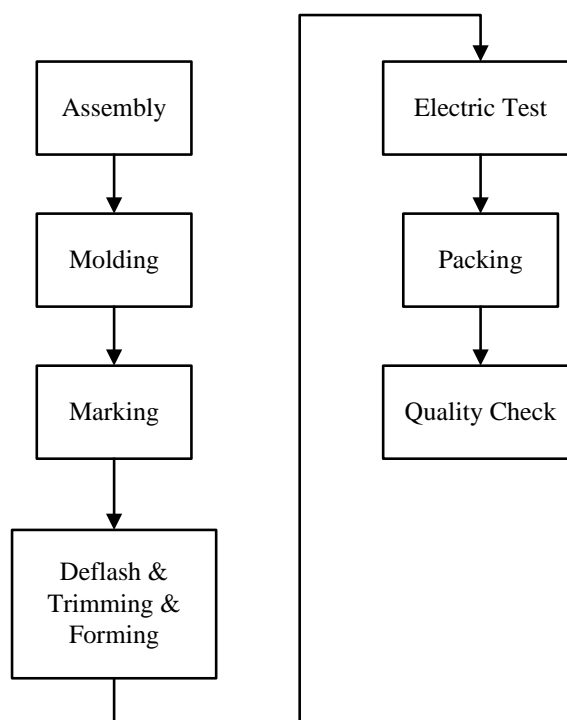 Assembly
Molding
Marking
Deflash &
Trimming &
Forming
Electric Test
Packing
Quality Check